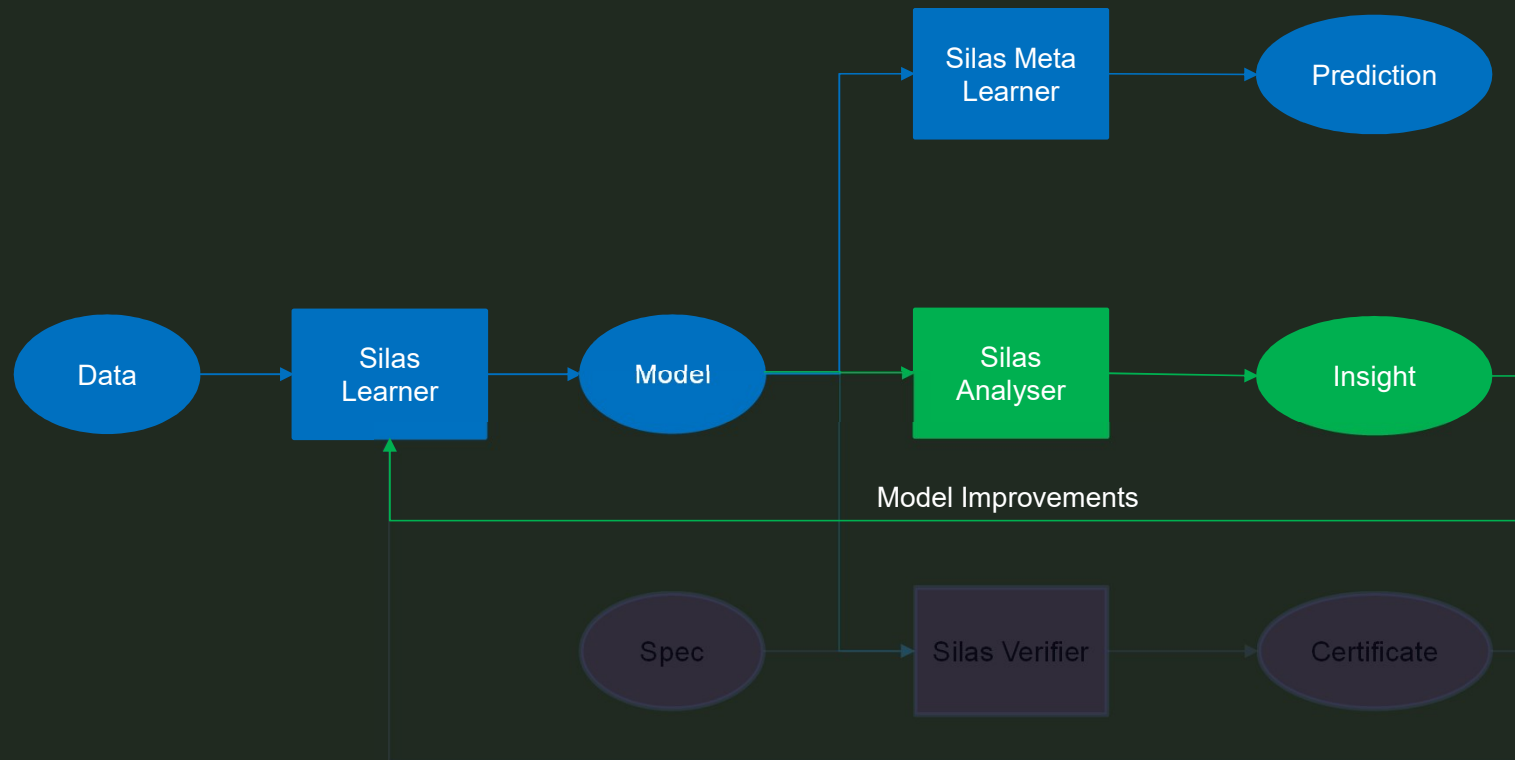 Silas Meta
Learner
Prediction
Data
Silas
Learner
Model
Silas
Analyser
Insight
Model Improvements
Spec
Silas Verifier
Certificate